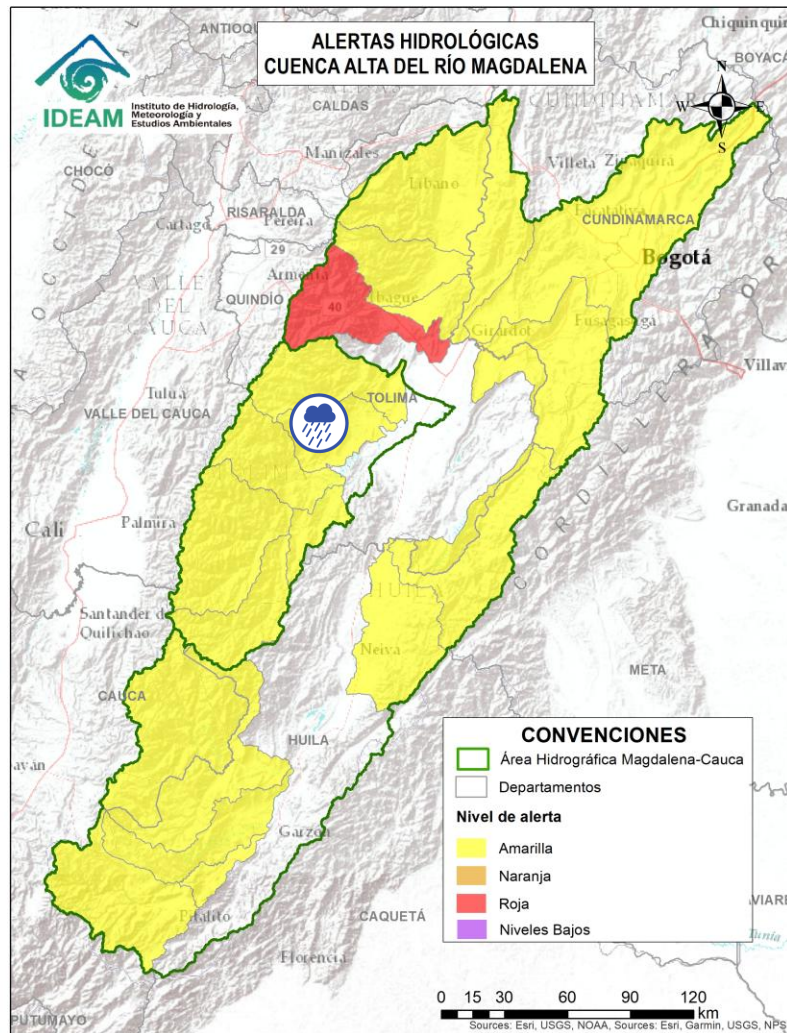 ALERTAS HIDROLÓGICAS
CUENCA ALTA DEL RÍO MAGDALENA
IDEAM
Instituto de Hidrología,
Meteorología y
Estudios Ambientales
ANTIOQU
Chiquinqui
BOYACÁ
N
W
E
S
CALDAS
Manizales
CHOCÓ
Líbano
Villeta
Zipaquirá
RISARALDA
Pereira
Cartago
CUNDINAMARCA
29
Armenia
Bogotá
QUINDÍO
40
Ibagué
VALLE
DEL
CAUCA
Girardot
Fusagasugá
Villav
Tuluá
VALLE DEL CAUCA
TOLIMA
Granada
Cali
Palmira
CORDILLERA
Santander de
Quilichao
Neiva
META
CAUCA
HUILA
ayán
Garzón
Pitalito
CAQUETÁ
Florencia
PUTUMAYO
VIARE
CONVENCIONES
Área Hidrográfica Magdalena-Cauca
Departamentos
Nivel de alerta
Amarilla
Naranja
Roja
Niveles Bajos
0 15 30 60 90 120
km
Sources: Esri, USGS, NOAA, Sources: Esri, Garmin, USGS, NPS